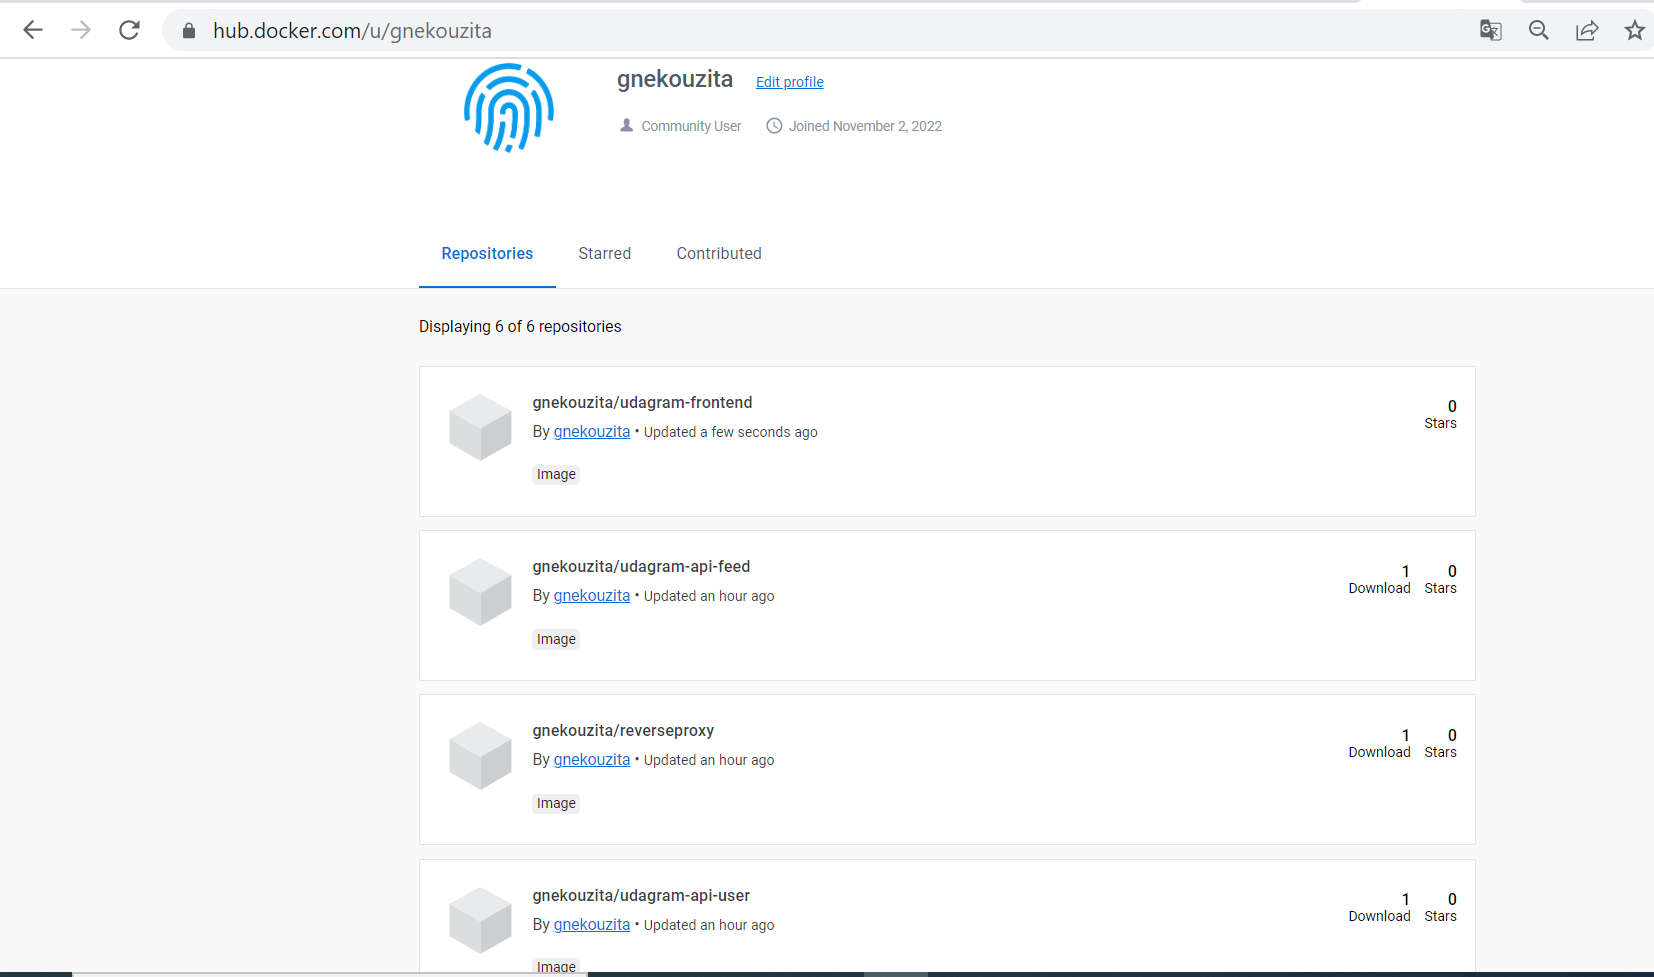 hub.docker.com/u/gnekouzita
gnekouzita Edit profile
Community User Joined November 2, 2022
Repositories Starred Contributed
Displaying 6 of 6 repositories
gnekouzita/udagram-frontend
By gnekouzita • Updated a few seconds ago
0
Stars
Image
gnekouzita/udagram-api-feed
By gnekouzita • Updated an hour ago
1 0
Download Stars
Image
gnekouzita/reverseproxy
By gnekouzita • Updated an hour ago
1 0
Download Stars
Image
gnekouzita/udagram-api-user
By gnekouzita • Updated an hour ago
1 0
Download Stars
Image